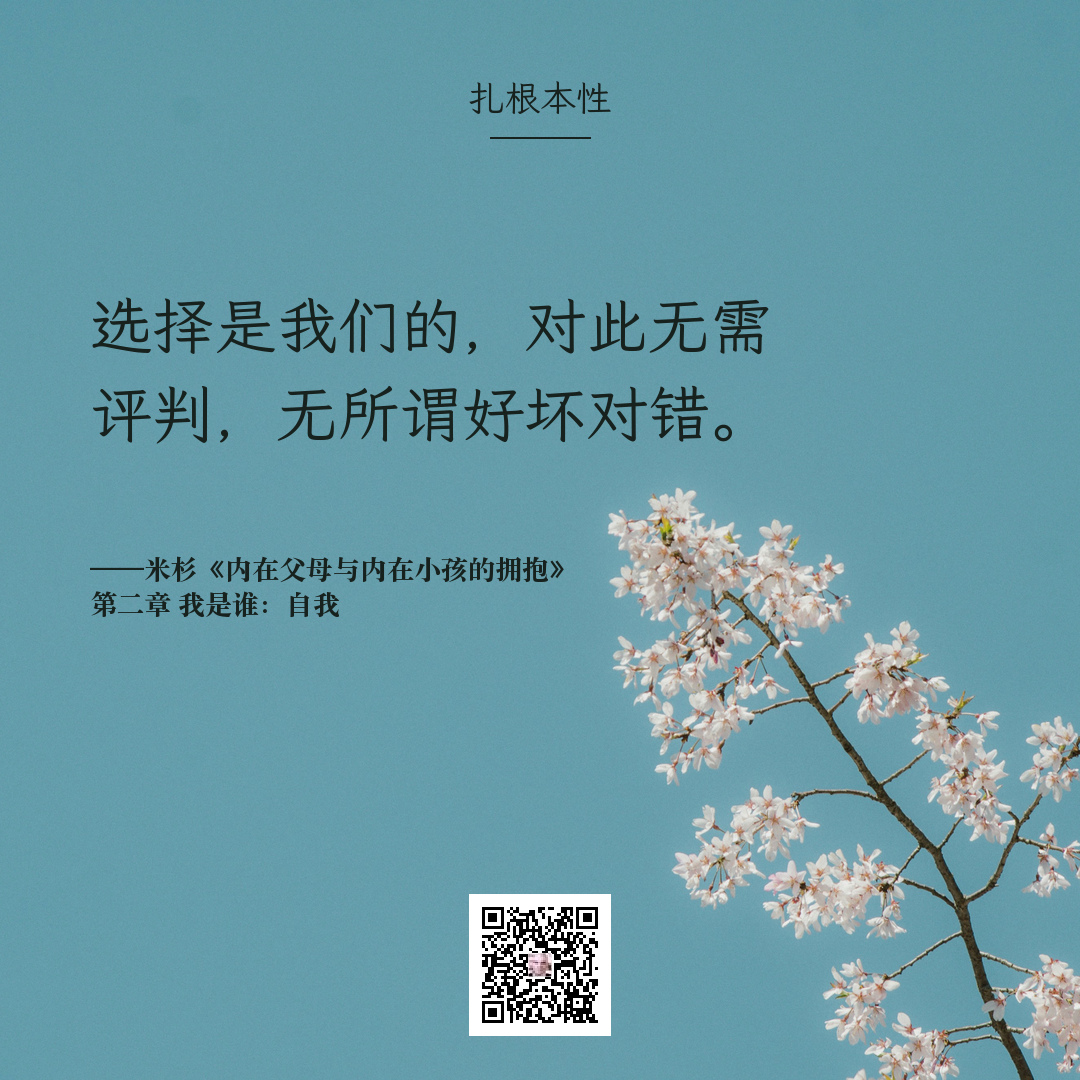 扎根本性
选择是我们的，对此无需
评判，无所谓好坏对错。
——米杉《内在父母与内在小孩的拥抱》
第二章 我是谁：自我